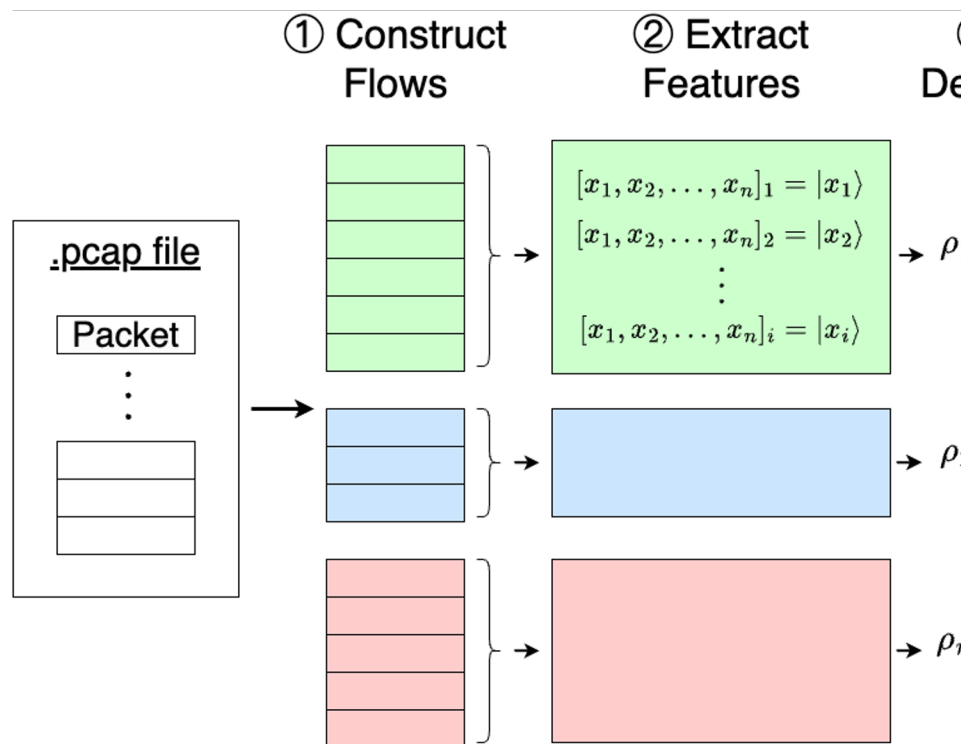 ① Construct
Flows
② Extract
Features
.pcap file
Packet
[x₁, x₂, . . . , xₙ]₁ = |x₁⟩
[x₁, x₂, . . . , xₙ]₂ = |x₂⟩
[x₁, x₂, . . . , xₙ]ᵢ = |xᵢ⟩
ρ
ρ
ρ